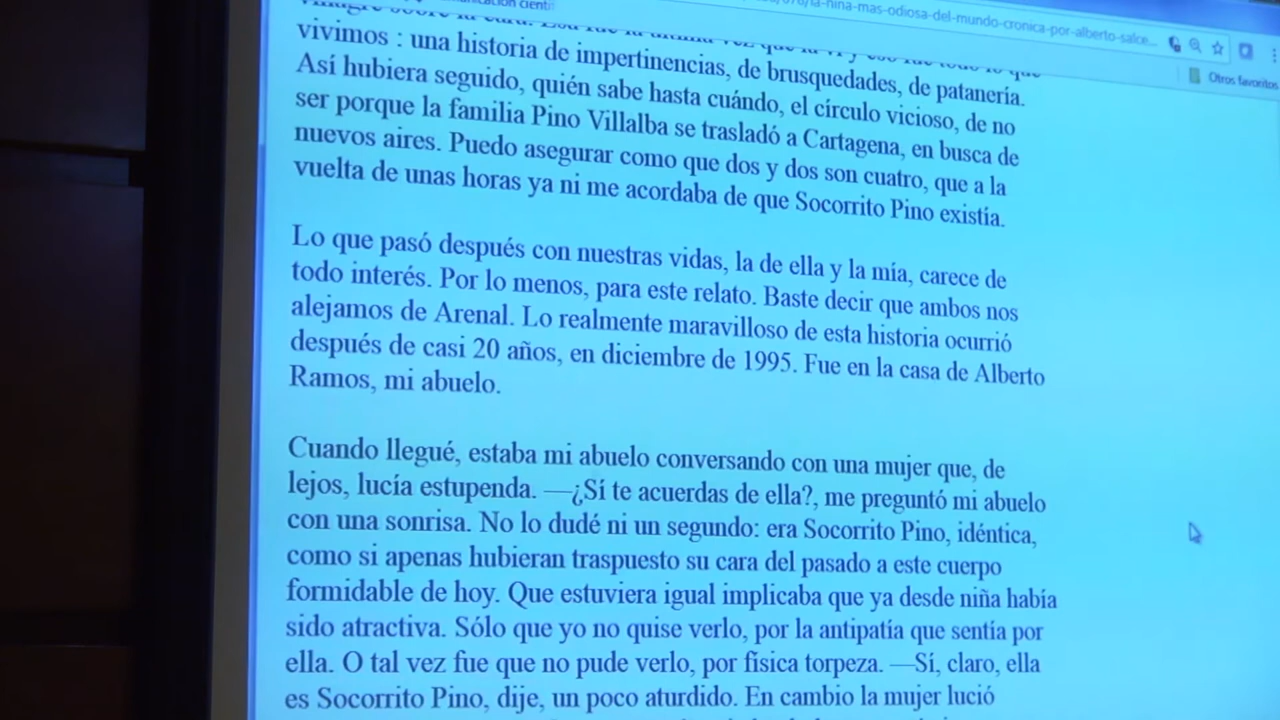 la-nina-mas-odiosa-del-mundo-cronica-por-alberto-salce...
Otros favoritos
vivimos : una historia de impertinencias, de brusquedades, de patanería.
Así hubiera seguido, quién sabe hasta cuándo, el círculo vicioso, de no
ser porque la familia Pino Villalba se trasladó a Cartagena, en busca de
nuevos aires. Puedo asegurar como que dos y dos son cuatro, que a la
vuelta de unas horas ya ni me acordaba de que Socorrito Pino existía.
Lo que pasó después con nuestras vidas, la de ella y la mía, carece de
todo interés. Por lo menos, para este relato. Baste decir que ambos nos
alejamos de Arenal. Lo realmente maravilloso de esta historia ocurrió
después de casi 20 años, en diciembre de 1995. Fue en la casa de Alberto
Ramos, mi abuelo.
Cuando llegué, estaba mi abuelo conversando con una mujer que, de
lejos, lucía estupenda. —¿Sí te acuerdas de ella?, me preguntó mi abuelo
con una sonrisa. No lo dudé ni un segundo: era Socorrito Pino, idéntica,
como si apenas hubieran traspuesto su cara del pasado a este cuerpo
formidable de hoy. Que estuviera igual implicaba que ya desde niña había
sido atractiva. Sólo que yo no quise verlo, por la antipatía que sentía por
ella. O tal vez fue que no pude verlo, por física torpeza. —Sí, claro, ella
es Socorrito Pino, dije, un poco aturdido. En cambio la mujer lució